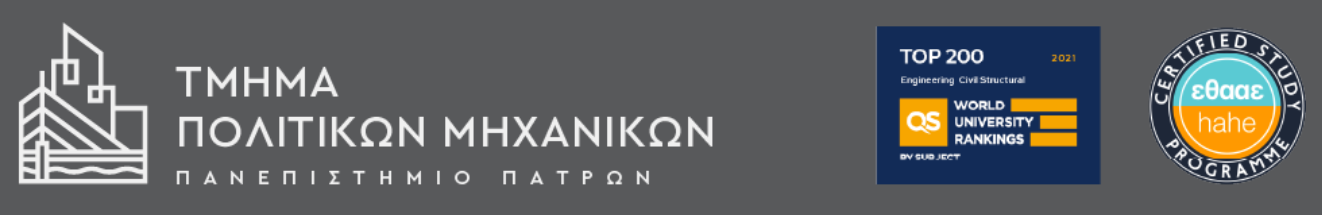 ΤΜΗΜΑ
ΠΟΛΙΤΙΚΩΝ ΜΗΧΑΝΙΚΩΝ
ΠΑΝΕΠΙΣΤΗΜΙΟ ΠΑΤΡΩΝ
TOP 200 2021
Engineering Civil Structural
QS
WORLD
UNIVERSITY
RANKINGS
BY SUBJECT
CERTIFIED STUDY
εθααε
hahe
PROGRAMME